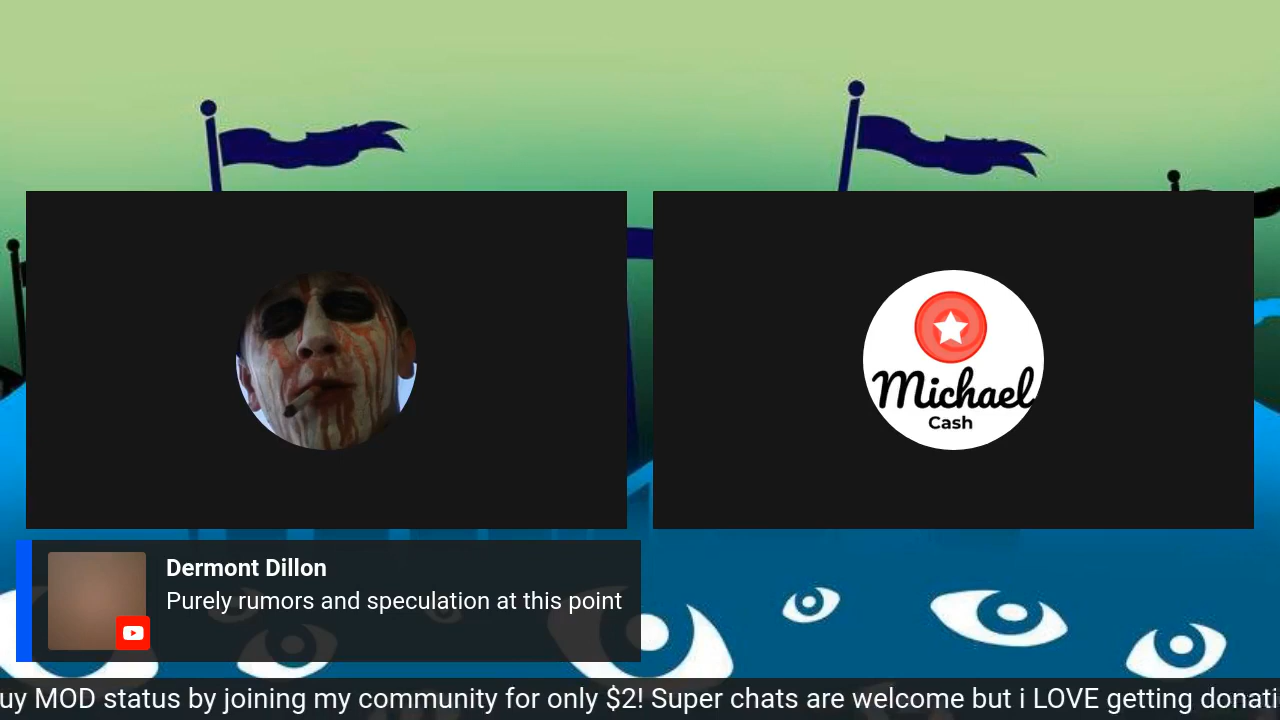 Michael
Cash
Dermont Dillon
Purely rumors and speculation at this point
uy MOD status by joining my community for only $2! Super chats are welcome but i LOVE getting donati